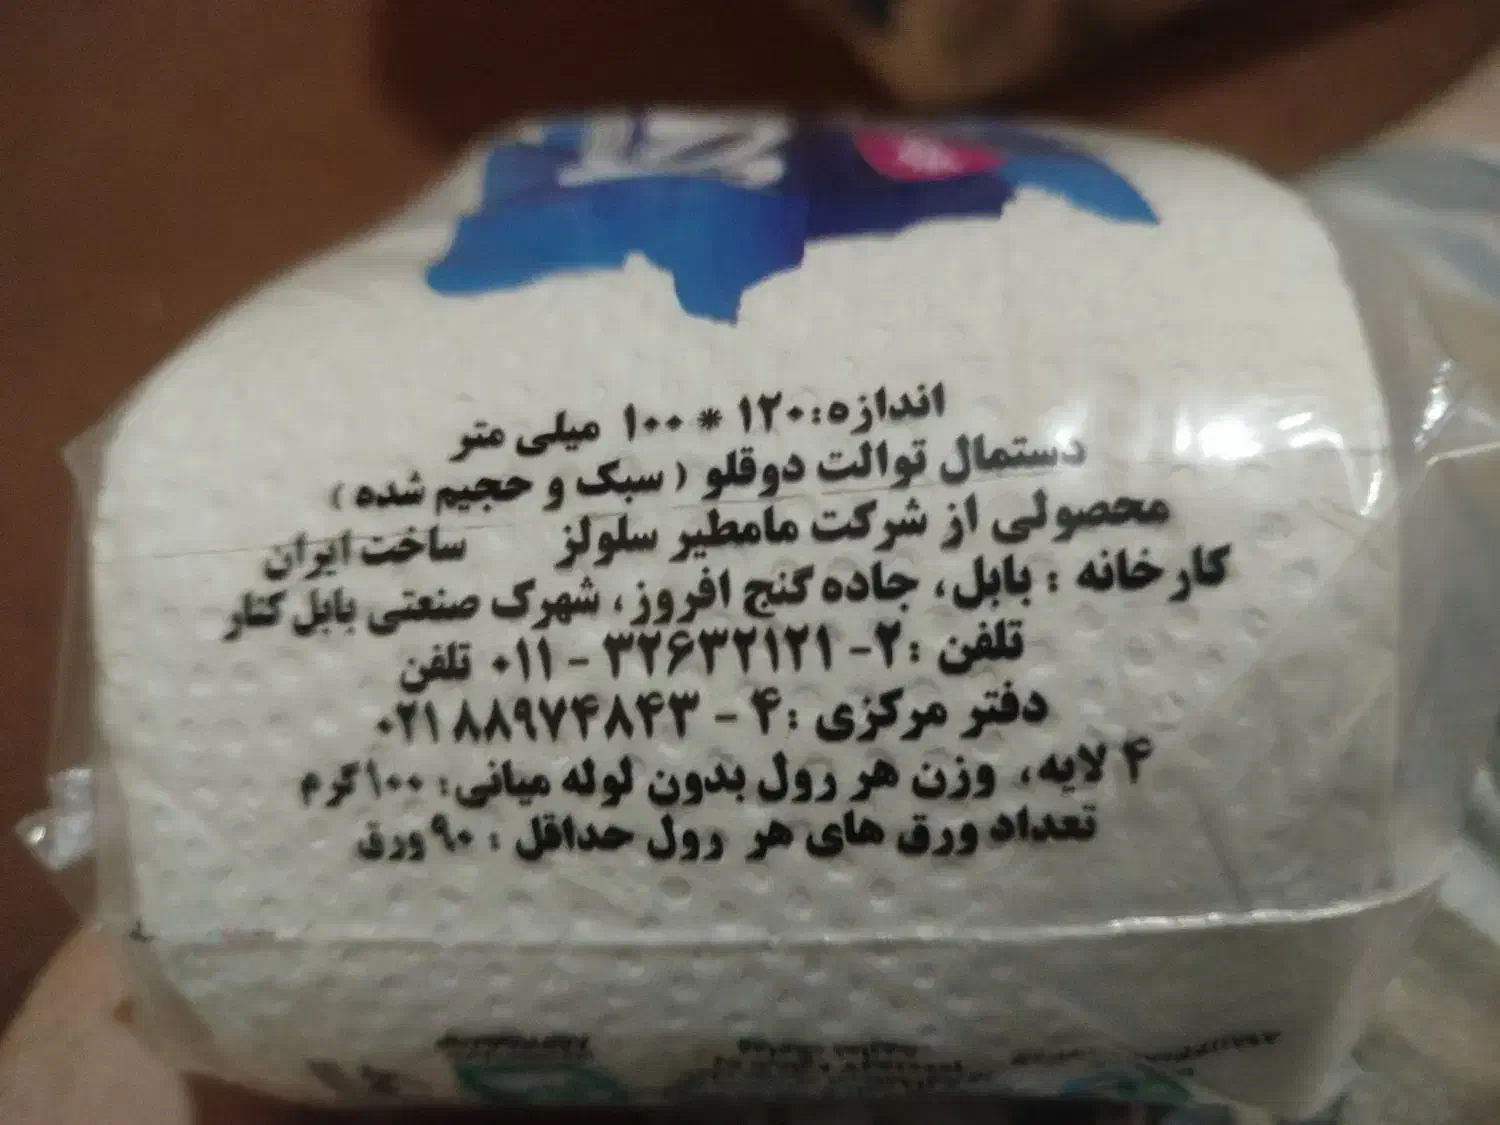 اندازه: ۱۲۰ * ۱۰۰ میلی متر
دستمال توالت دوقلو ( سبک و حجیم شده )
محصولی از شرکت مامطیر سلولز ساخت ایران
کارخانه : بابل، جاده گنج افروز، شهرک صنعتی بابل کنار
تلفن : ۲- ۳۲۶۳۲۱۲۱ - ۰۱۱ تلفن
دفتر مرکزی : ۴ - ۰۲۱۸۸۹۷۴۸۴۳
۴ لایه، وزن هر رول بدون لوله میانی: ۱۰۰ گرم
تعداد ورق های هر رول حداقل : ۹۰ ورق